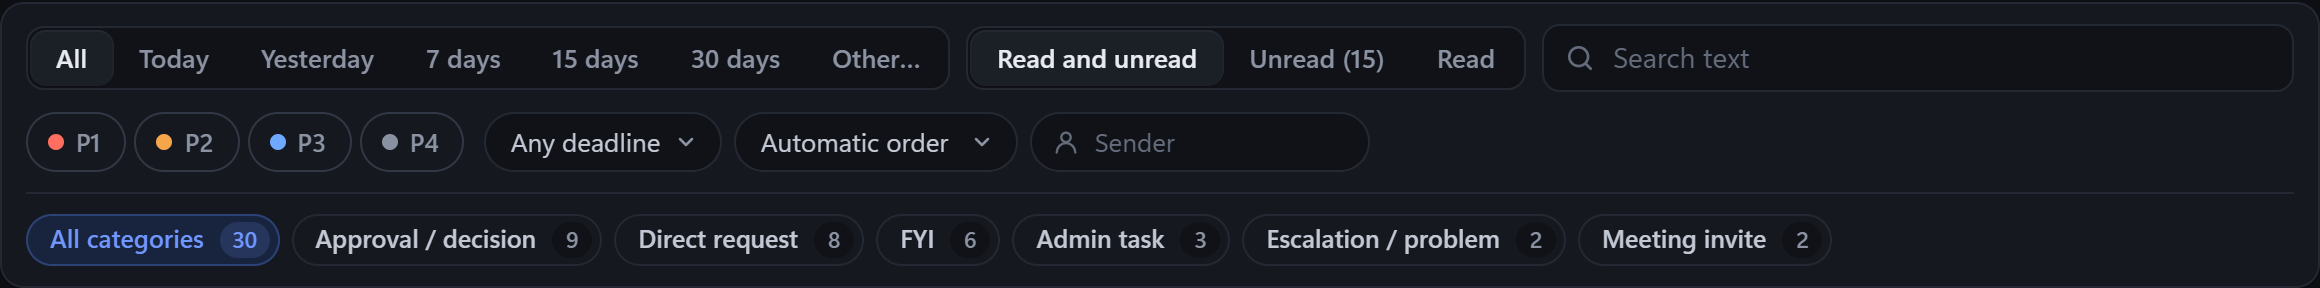 All Today Yesterday 7 days 15 days 30 days Other... Read and unread Unread (15) Read Search text
P1 P2 P3 P4 Any deadline Automatic order Sender
All categories 30 Approval / decision 9 Direct request 8 FYI 6 Admin task 3 Escalation / problem 2 Meeting invite 2